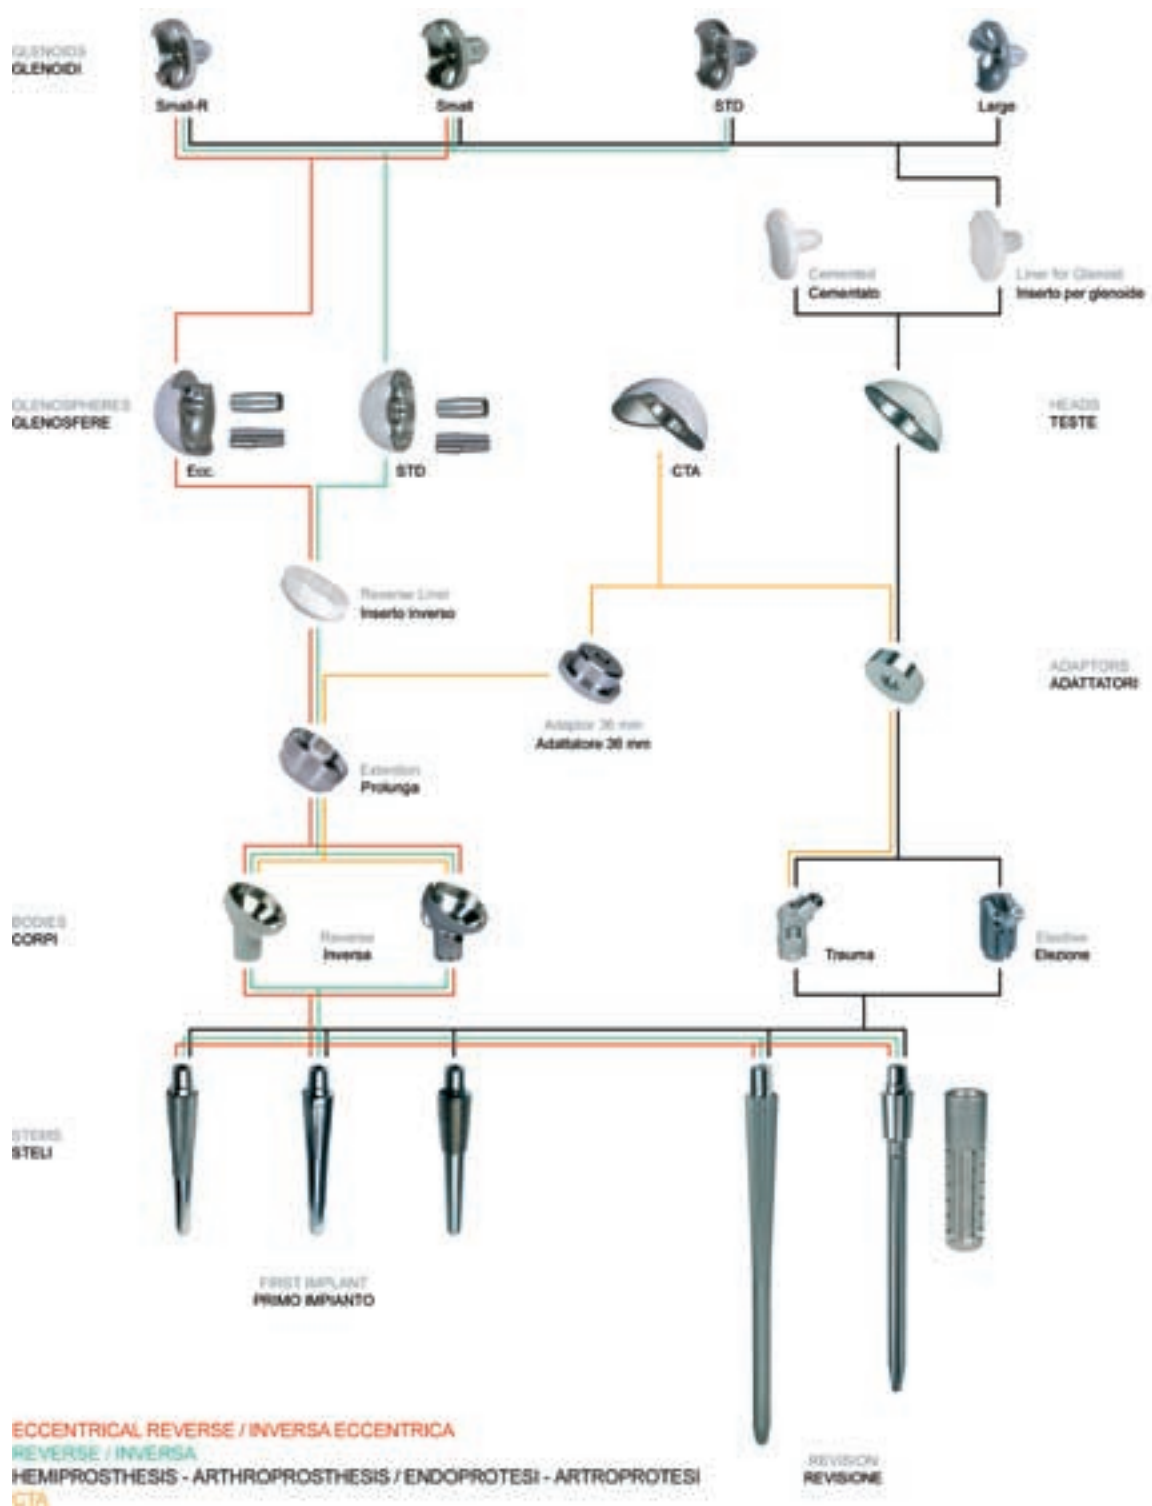 GLENOIDS
GLENOIDI
Small-R
Small
STD
Large
Cemented
Cementato
Liner for Glenoid
Inserto per glenoide
GLENOSPHERES
GLENOSFERE
Ecc.
STD
CTA
HEADS
TESTE
Reverse Liner
Inserto inverso
ADAPTORS
ADATTATORI
Adaptor 36 mm
Adattatore 36 mm
Extention
Prolunga
BODIES
CORPI
Reverse
Inversa
Trauma
Elective
Elezione
STEMS
STELI
FIRST IMPLANT
PRIMO IMPIANTO
ECCENTRICAL REVERSE / INVERSA ECCENTRICA
REVERSE / INVERSA
HEMIPROSTHESIS - ARTHROPROSTHESIS / ENDOPROTESI - ARTROPROTESI
CTA
REVISION
REVISIONE